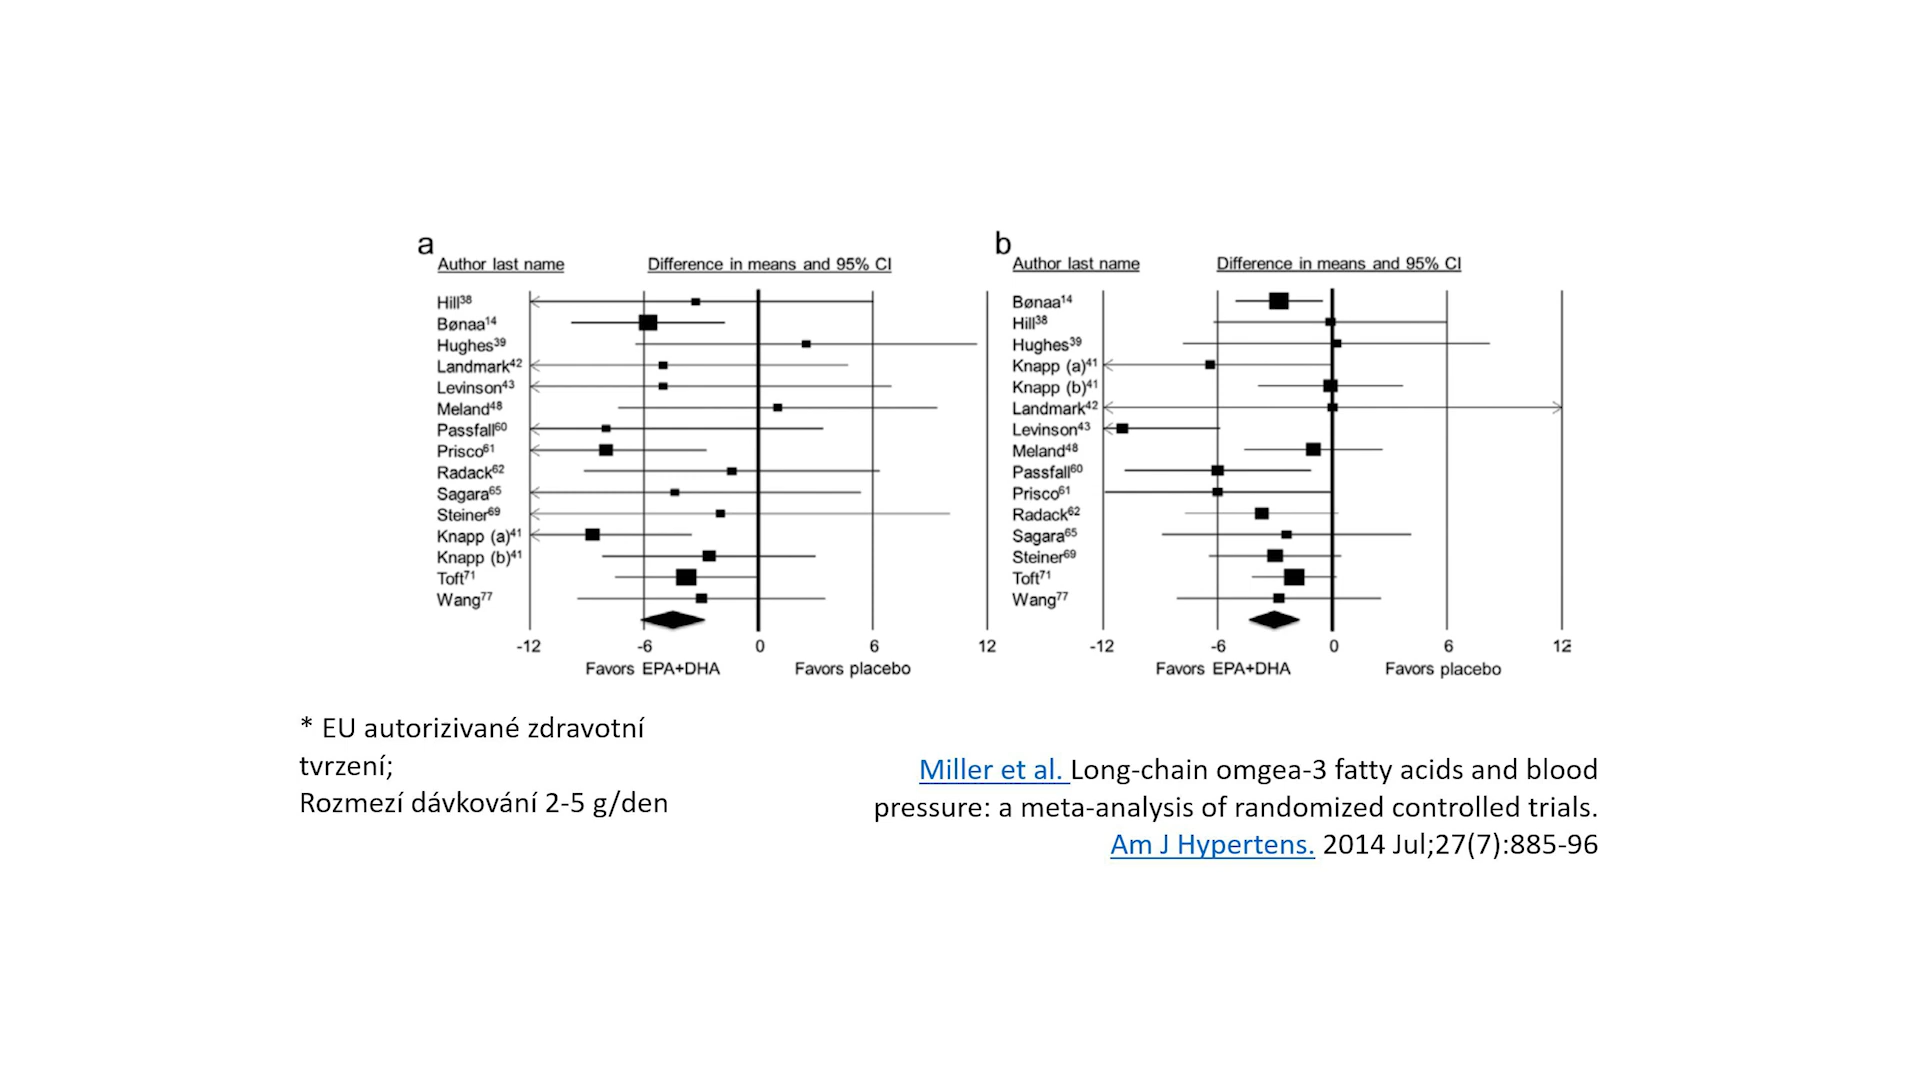 a
Author last name Difference in means and 95% CI
Hill38
Bønaa14
Hughes39
Landmark42
Levinson43
Meland48
Passfall60
Prisco61
Radack62
Sagara65
Steiner69
Knapp (a)41
Knapp (b)41
Toft71
Wang77
-12 -6 0 6 12
Favors EPA+DHA Favors placebo
b
Author last name Difference in means and 95% CI
Bønaa14
Hill38
Hughes39
Knapp (a)41
Knapp (b)41
Landmark42
Levinson43
Meland48
Passfall60
Prisco61
Radack62
Sagara65
Steiner69
Toft71
Wang77
-12 -6 0 6 12
Favors EPA+DHA Favors placebo
* EU autorizivané zdravotní
tvrzení;
Rozmezí dávkování 2-5 g/den
Miller et al. Long-chain omgea-3 fatty acids and blood
pressure: a meta-analysis of randomized controlled trials.
Am J Hypertens. 2014 Jul;27(7):885-96